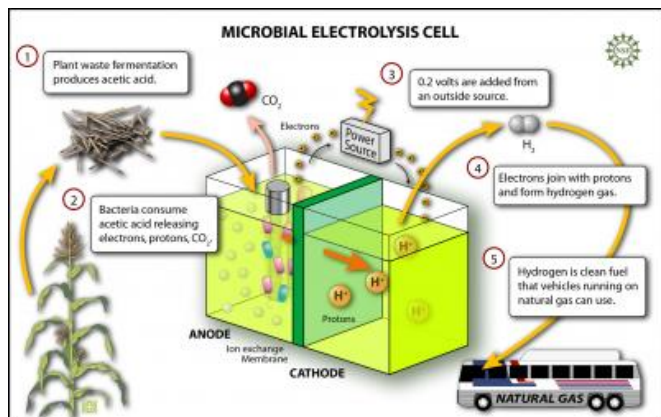 MICROBIAL ELECTROLYSIS CELL
NSF
1
Plant waste fermentation
produces acetic acid.
CO2
3
0.2 volts are added from
an outside source.
Electrons
Power
Source
H2
2
Bacteria consume
acetic acid releasing
electrons, protons, CO2.
4
Electrons join with protons
and form hydrogen gas.
H+
H+
H+
H+
Protons
5
Hydrogen is clean fuel
that vehicles running on
natural gas can use.
ANODE
Ion exchange
Membrane
CATHODE
NATURAL GAS